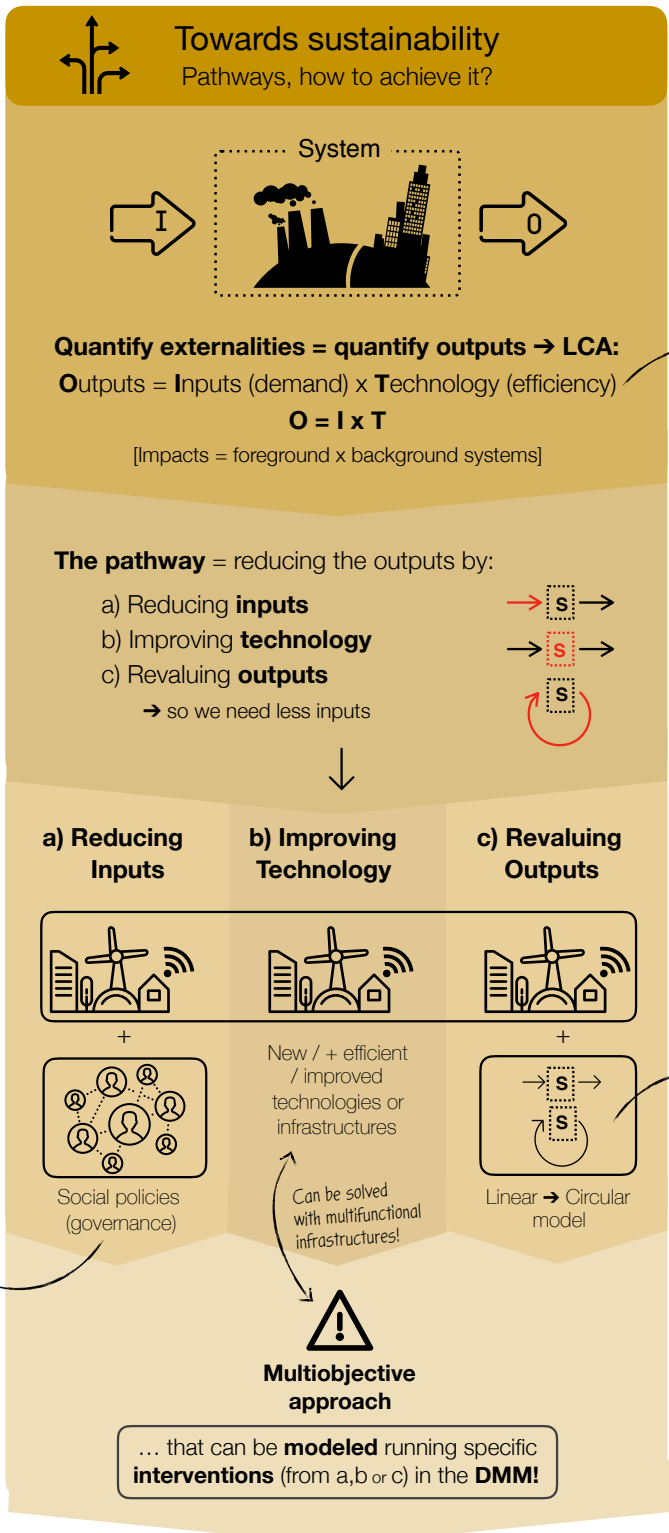 Towards sustainability
Pathways, how to achieve it?
System
I
O
Quantify externalities = quantify outputs ➔ LCA:
Outputs = Inputs (demand) x Technology (efficiency)
O = I x T
[Impacts = foreground x background systems]
The pathway = reducing the outputs by:
a) Reducing inputs
S
b) Improving technology
S
c) Revaluing outputs
S
➔ so we need less inputs
a) Reducing
Inputs
b) Improving
Technology
c) Revaluing
Outputs
+
+
New / + efficient
/ improved
technologies or
infrastructures
S
S
Social policies
(governance)
Can be solved
with multifunctional
infrastructures!
Linear ➔ Circular
model
!
Multiobjective
approach
… that can be modeled running specific
interventions (from a,b or c) in the DMM!